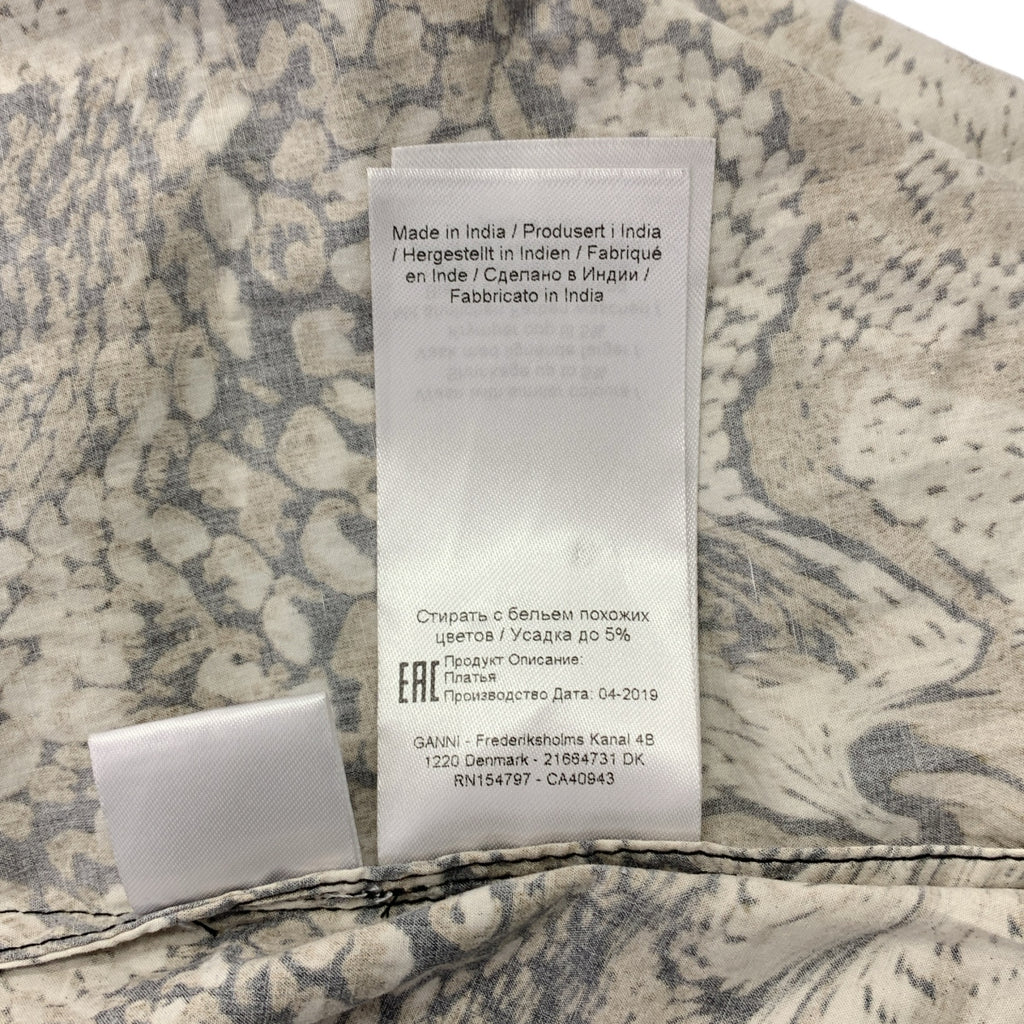 Made in India / Produsert i India
/ Hergestellt in Indien / Fabriqué
en Inde / Сделано в Индии /
Fabbricato in India
Стирать с бельем похожих
цветов / Усадка до 5%
EAC
Продукт Описание:
Платья
Производство Дата: 04-2019
GANNI - Frederiksholms Kanal 4B
1220 Denmark - 21664731 DK
RN154797 - CA40943